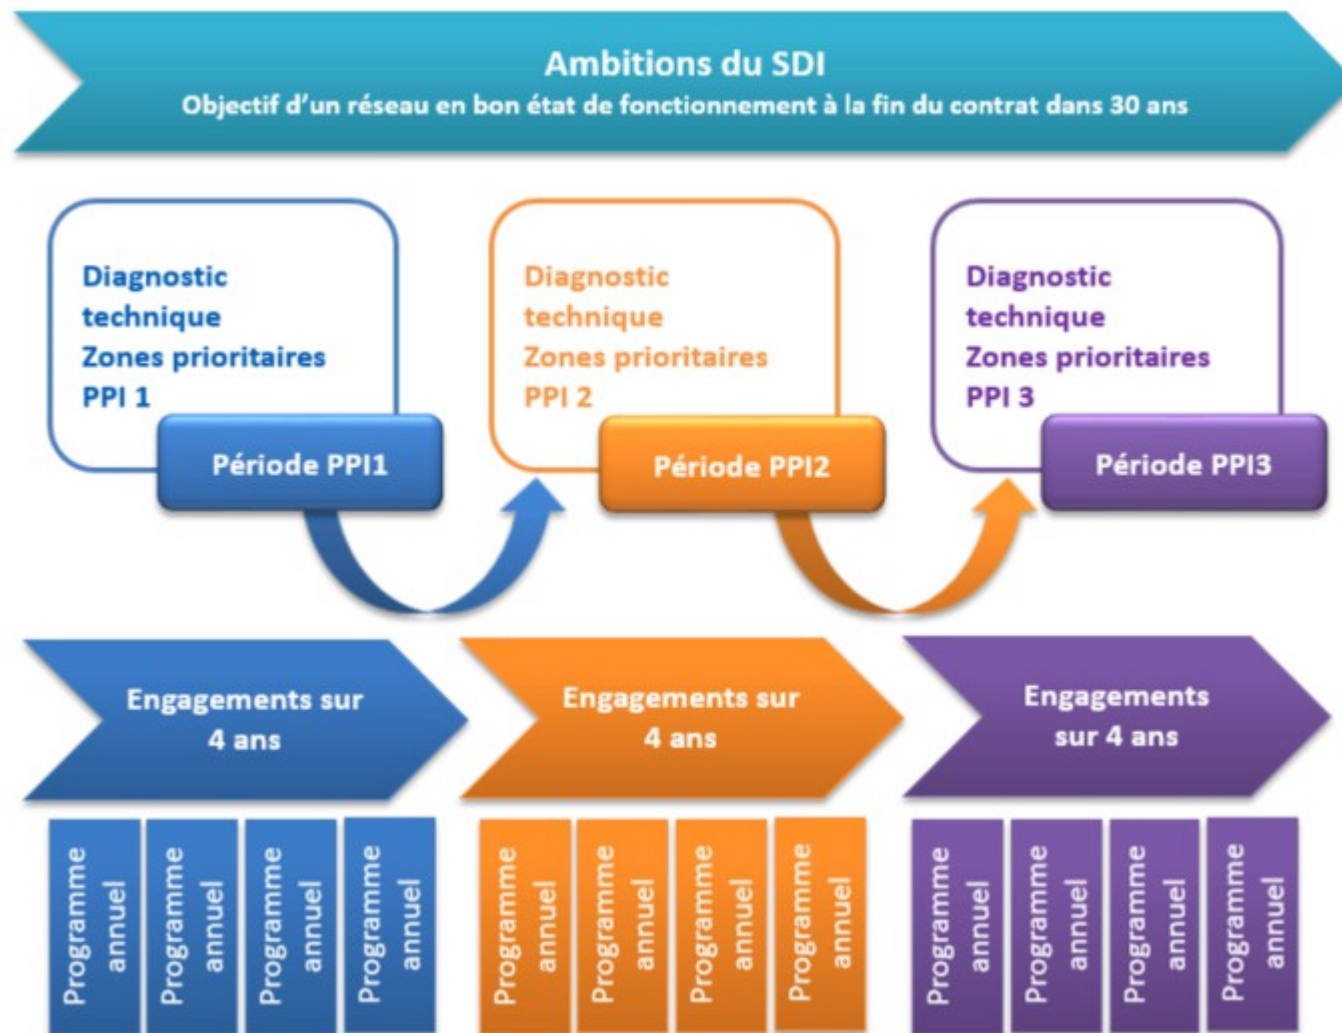 Ambitions du SDI
Objectif d'un réseau en bon état de fonctionnement à la fin du contrat dans 30 ans
Diagnostic
technique
Zones prioritaires
PPI 1
Période PPI1
Diagnostic
technique
Zones prioritaires
PPI 2
Période PPI2
Diagnostic
technique
Zones prioritaires
PPI 3
Période PPI3
Engagements sur
4 ans
Engagements sur
4 ans
Engagements
sur 4 ans
Programme
annuel
Programme
annuel
Programme
annuel
Programme
annuel
Programme
annuel
Programme
annuel
Programme
annuel
Programme
annuel
Programme
annuel
Programme
annuel
Programme
annuel
Programme
annuel